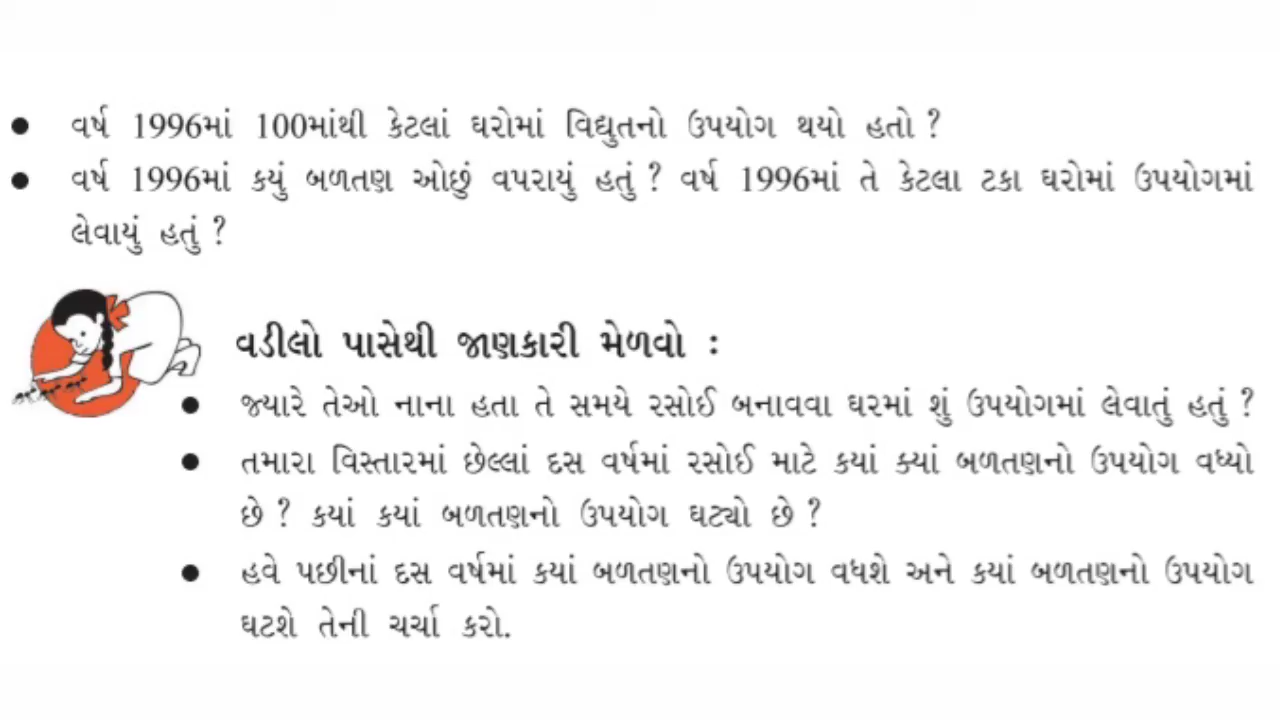 • વર્ષ 1996માં 100માંથી કેટલાં ઘરોમાં વિદ્યુતનો ઉપયોગ થયો હતો ?
• વર્ષ 1996માં કયું બળતણ ઓછું વપરાયું હતું ? વર્ષ 1996માં તે કેટલા ટકા ઘરોમાં ઉપયોગમાં
લેવાયું હતું ?
વડીલો પાસેથી જાણકારી મેળવો :
• જ્યારે તેઓ નાના હતા તે સમયે રસોઈ બનાવવા ઘરમાં શું ઉપયોગમાં લેવાતું હતું ?
• તમારા વિસ્તારમાં છેલ્લાં દસ વર્ષમાં રસોઈ માટે કયાં ક્યાં બળતણનો ઉપયોગ વધ્યો
છે ? કયાં કયાં બળતણનો ઉપયોગ ઘટ્યો છે ?
• હવે પછીનાં દસ વર્ષમાં કયાં બળતણનો ઉપયોગ વધશે અને કયાં બળતણનો ઉપયોગ
ઘટશે તેની ચર્ચા કરો.